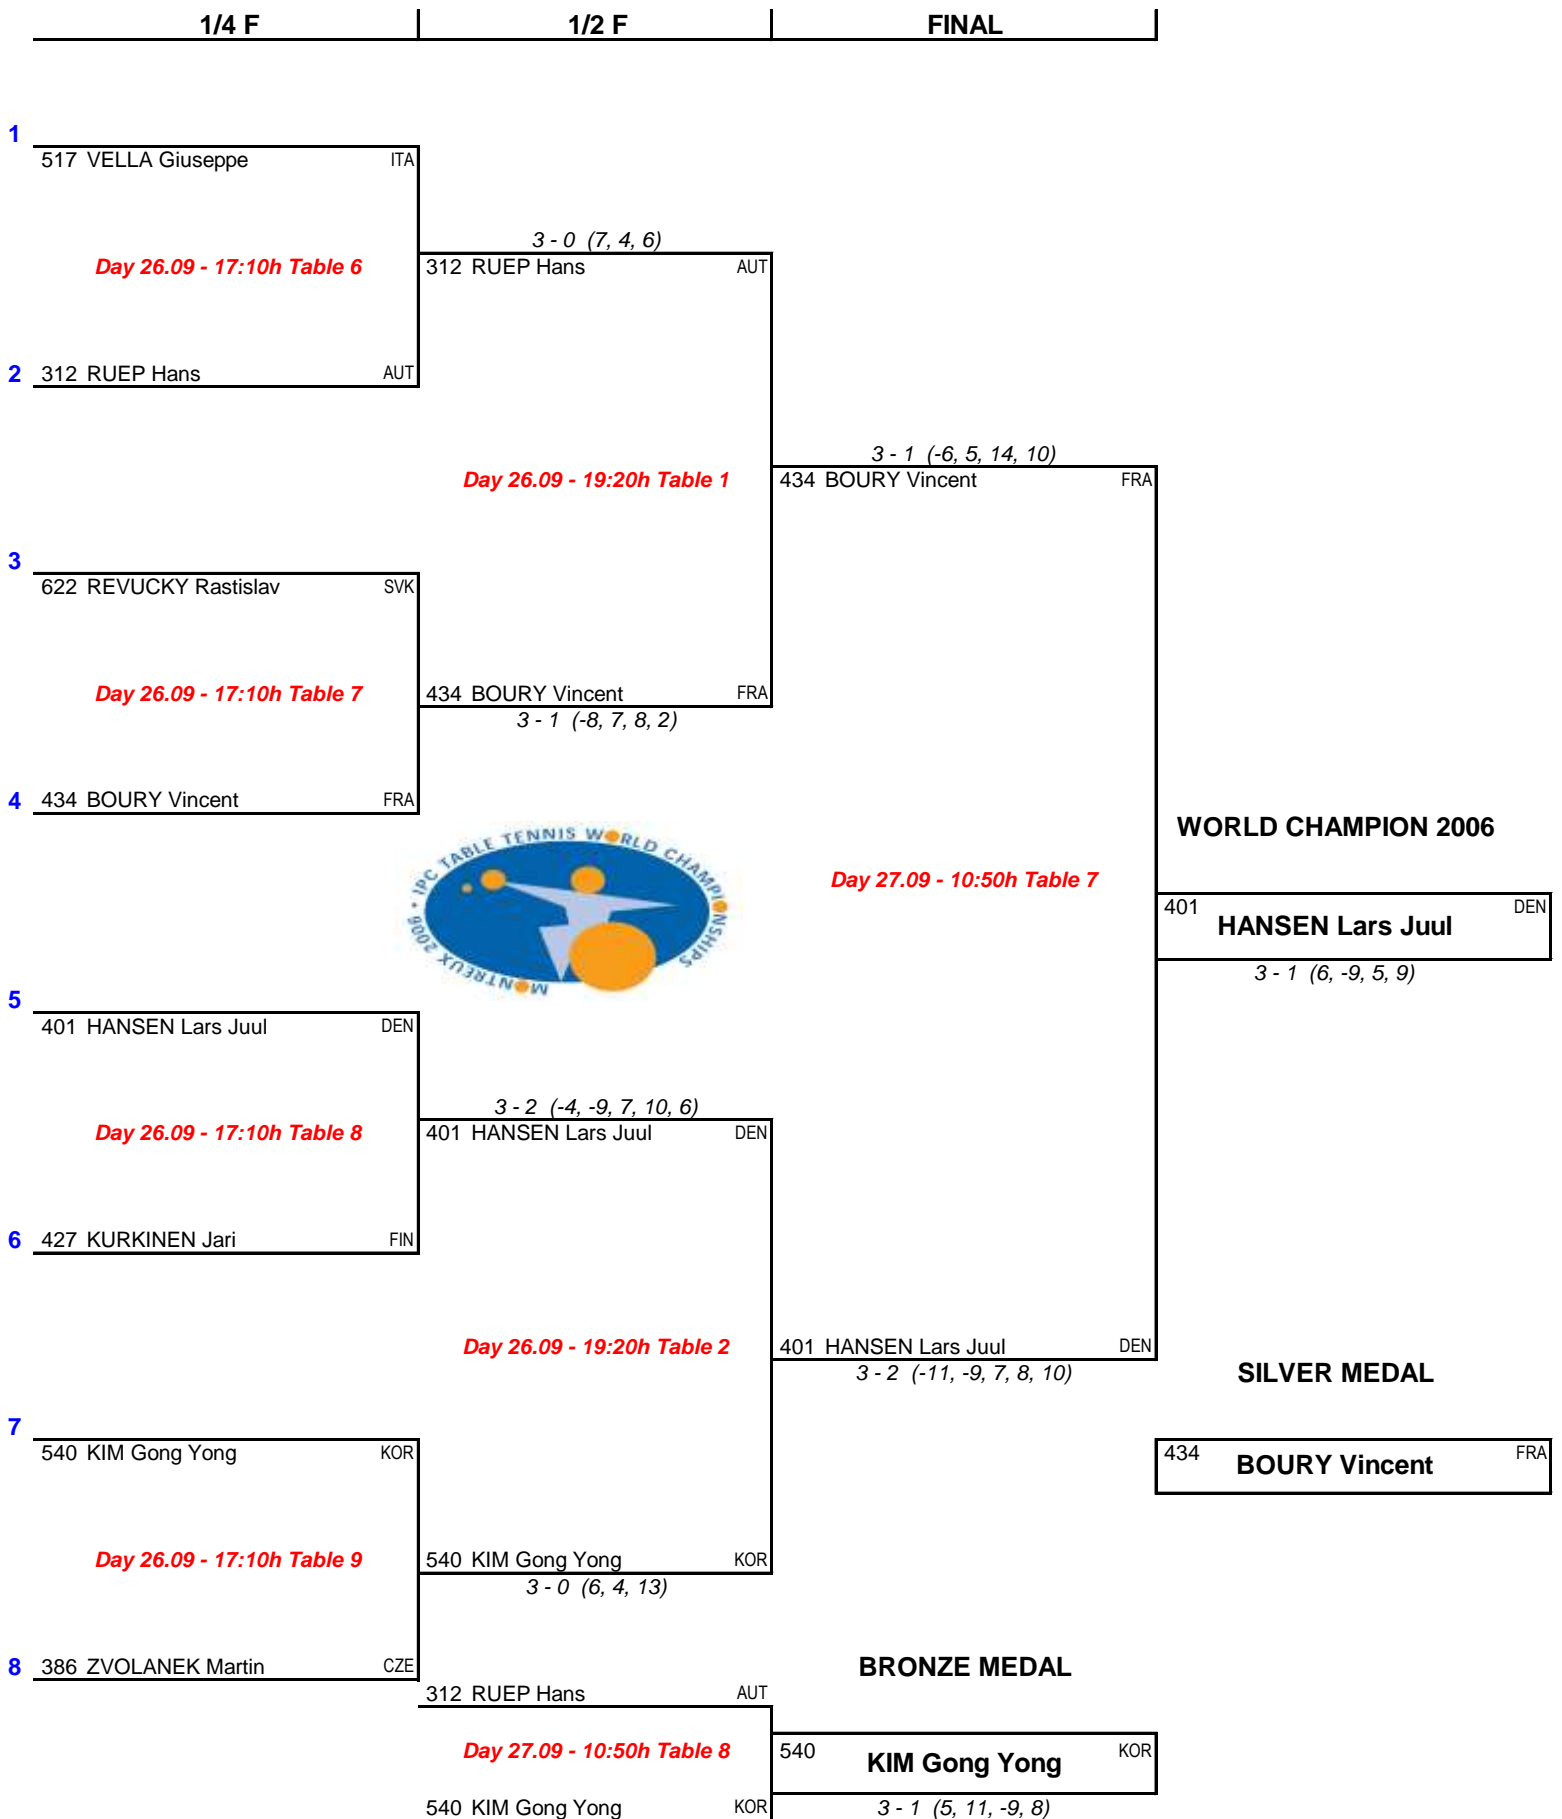 1/4 F 1/2 F FINAL
1
517 VELLA Giuseppe ITA
3 - 0 (7, 4, 6)
Day 26.09 - 17:10h Table 6 312 RUEP Hans AUT
2 312 RUEP Hans AUT
3 - 1 (-6, 5, 14, 10)
Day 26.09 - 19:20h Table 1 434 BOURY Vincent FRA
3
622 REVUCKY Rastislav SVK
Day 26.09 - 17:10h Table 7 434 BOURY Vincent FRA
3 - 1 (-8, 7, 8, 2)
4 434 BOURY Vincent FRA
WORLD CHAMPION 2006
IPC TABLE TENNIS WORLD CHAMPIONSHIPS
MONTREUX 2006 •
Day 27.09 - 10:50h Table 7
401 HANSEN Lars Juul DEN
3 - 1 (6, -9, 5, 9)
5
401 HANSEN Lars Juul DEN
3 - 2 (-4, -9, 7, 10, 6)
Day 26.09 - 17:10h Table 8 401 HANSEN Lars Juul DEN
6 427 KURKINEN Jari FIN
Day 26.09 - 19:20h Table 2 401 HANSEN Lars Juul DEN
3 - 2 (-11, -9, 7, 8, 10) SILVER MEDAL
7
540 KIM Gong Yong KOR 434 BOURY Vincent FRA
Day 26.09 - 17:10h Table 9 540 KIM Gong Yong KOR
3 - 0 (6, 4, 13)
8 386 ZVOLANEK Martin CZE BRONZE MEDAL
312 RUEP Hans AUT
Day 27.09 - 10:50h Table 8 540 KIM Gong Yong KOR
540 KIM Gong Yong KOR 3 - 1 (5, 11, -9, 8)